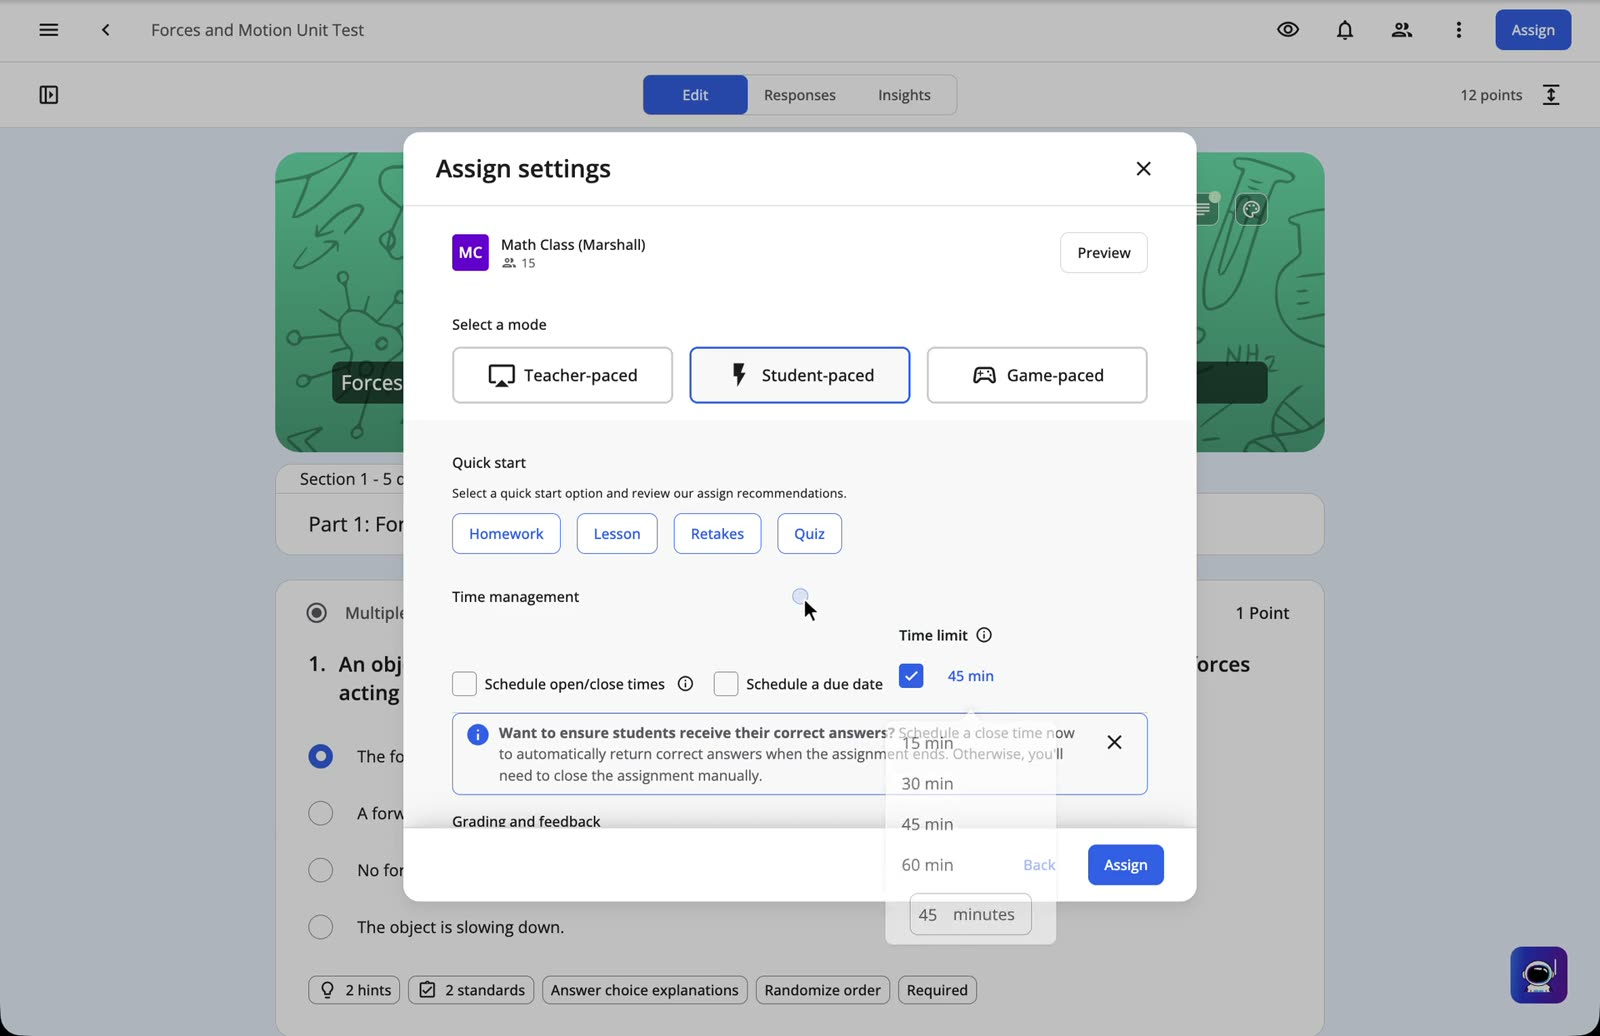 Forces and Motion Unit Test
Assign
Edit
Responses
Insights
12 points
Assign settings
MC
Math Class (Marshall)
15
Preview
Select a mode
Teacher-paced
Student-paced
Game-paced
NH2
Forces
Quick start
Section 1 - 5
Select a quick start option and review our assign recommendations.
Part 1: For
Homework
Lesson
Retakes
Quiz
Time management
Multiple
1 Point
Time limit
1. An obj
orces
acting
Schedule open/close times
Schedule a due date
45 min
Want to ensure students receive their correct answers? Schedule a close time now
to automatically return correct answers when the assignment ends. Otherwise, you'll
need to close the assignment manually.
15 min
30 min
45 min
60 min
45 minutes
The fo
A forw
Grading and feedback
No for
Back
Assign
The object is slowing down.
2 hints
2 standards
Answer choice explanations
Randomize order
Required